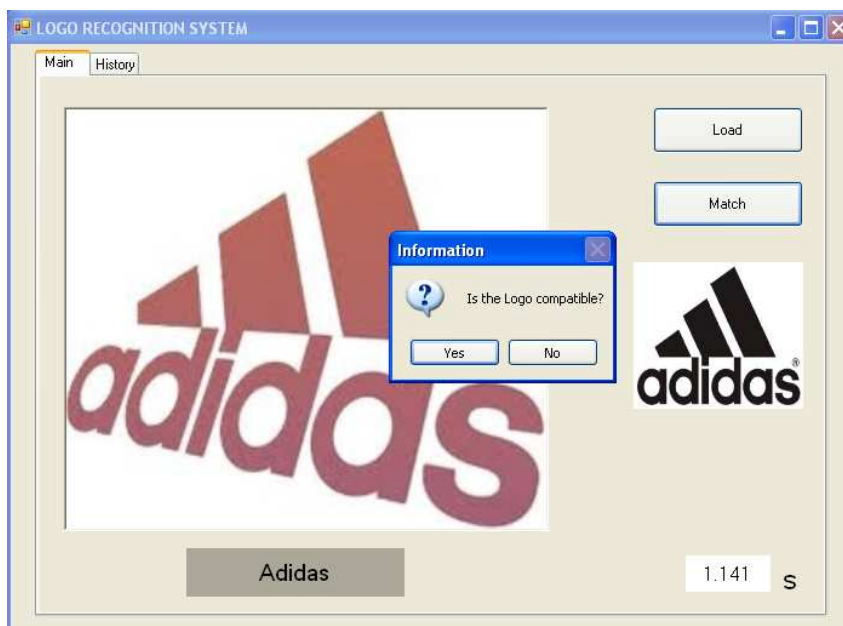 LOGO RECOGNITION SYSTEM
Main
History
adidas
Information
Is the Logo compatible?
Yes
No
Load
Match
adidas®
Adidas
1.141 s